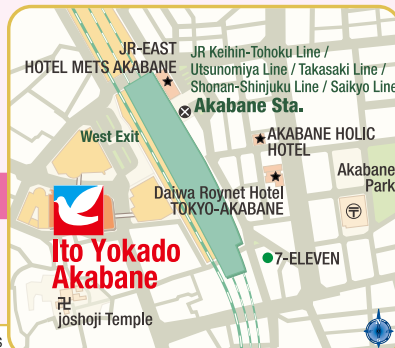 JR-EAST
HOTEL METS AKABANE
JR Keihin-Tohoku Line /
Utsunomiya Line / Takasaki Line /
Shonan-Shinjuku Line / Saikyo Line
Akabane Sta.
West Exit
AKABANE HOLIC
HOTEL
Akabane
Park
Daiwa Roynet Hotel
TOKYO-AKABANE
Ito Yokado
Akabane
7-ELEVEN
卍
joshoji Temple
〒
s